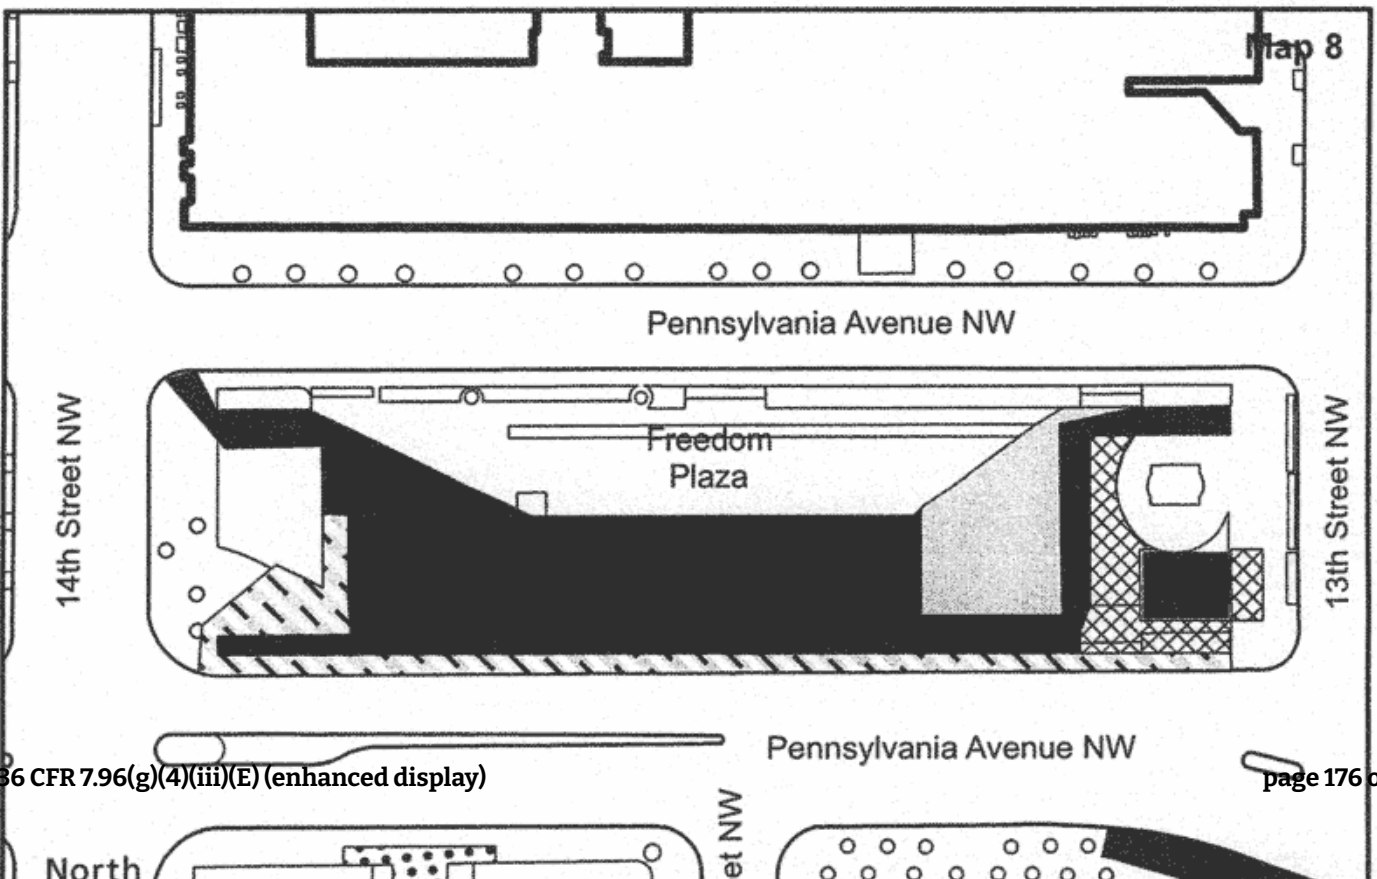 Map 8
Pennsylvania Avenue NW
14th Street NW
Freedom
Plaza
13th Street NW
Pennsylvania Avenue NW
36 CFR 7.96(g)(4)(iii)(E) (enhanced display)
page 176 o
et NW
North